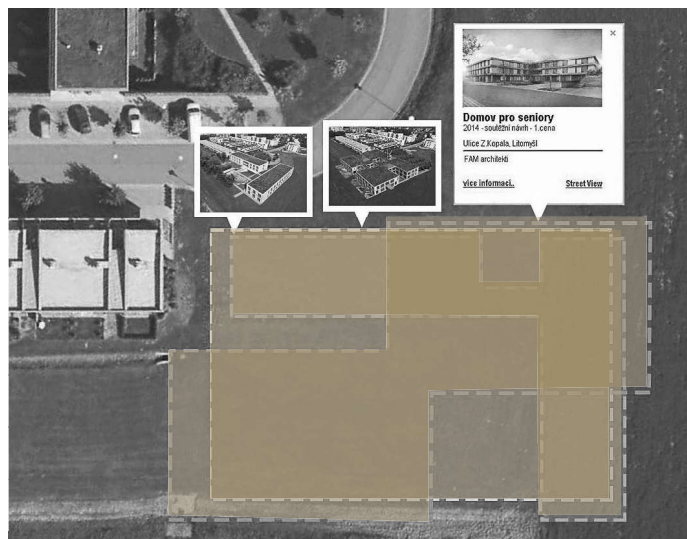 ×
Domov pro seniory
2014 - soutěžní návrh - 1.cena
Ulice Z.Kopala, Litomyšl
FAM architekti
více informací..
Street View